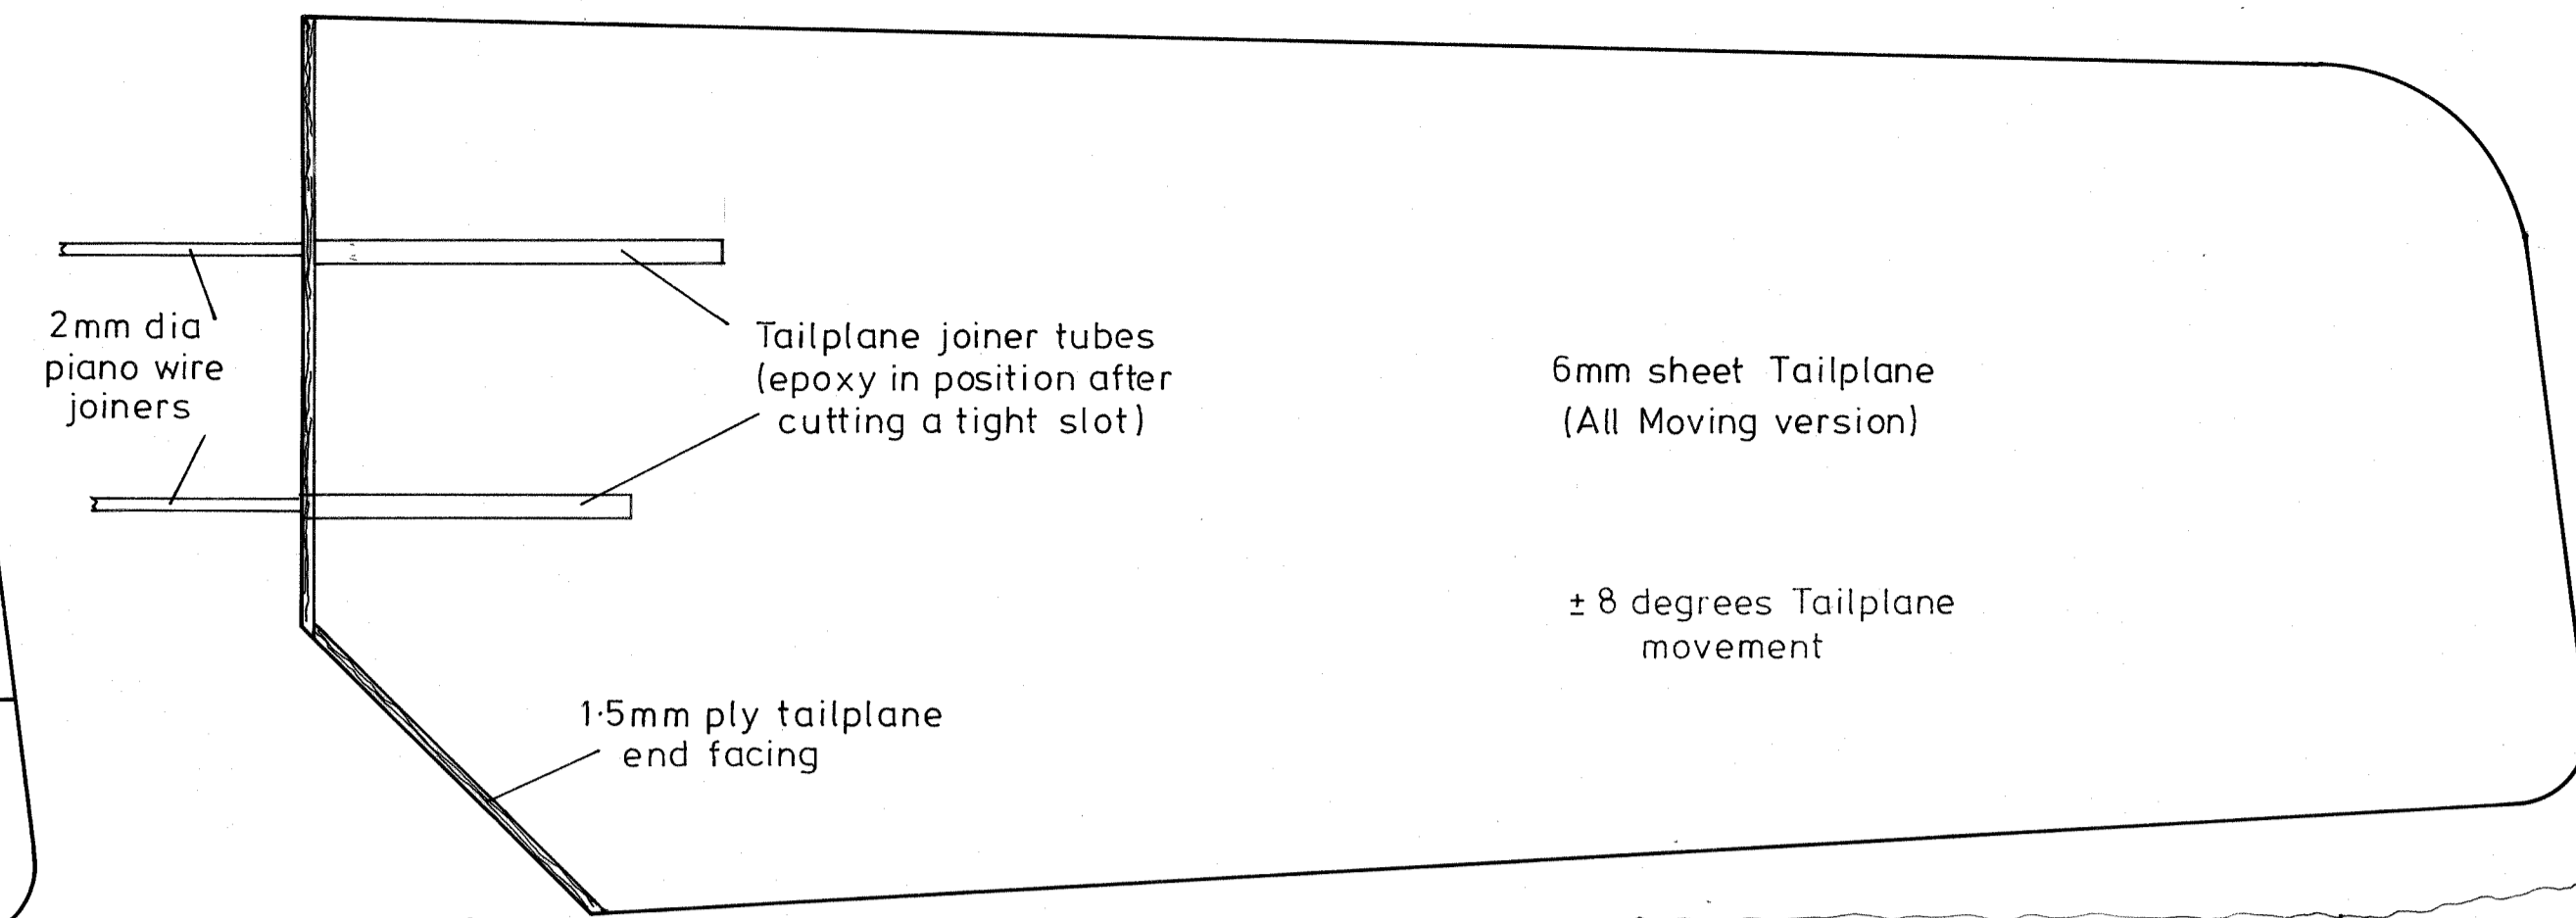 2mm dia
piano wire
joiners
Tailplane joiner tubes
(epoxy in position after
cutting a tight slot)
6mm sheet Tailplane
(All Moving version)
± 8 degrees Tailplane
movement
1·5mm ply tailplane
end facing